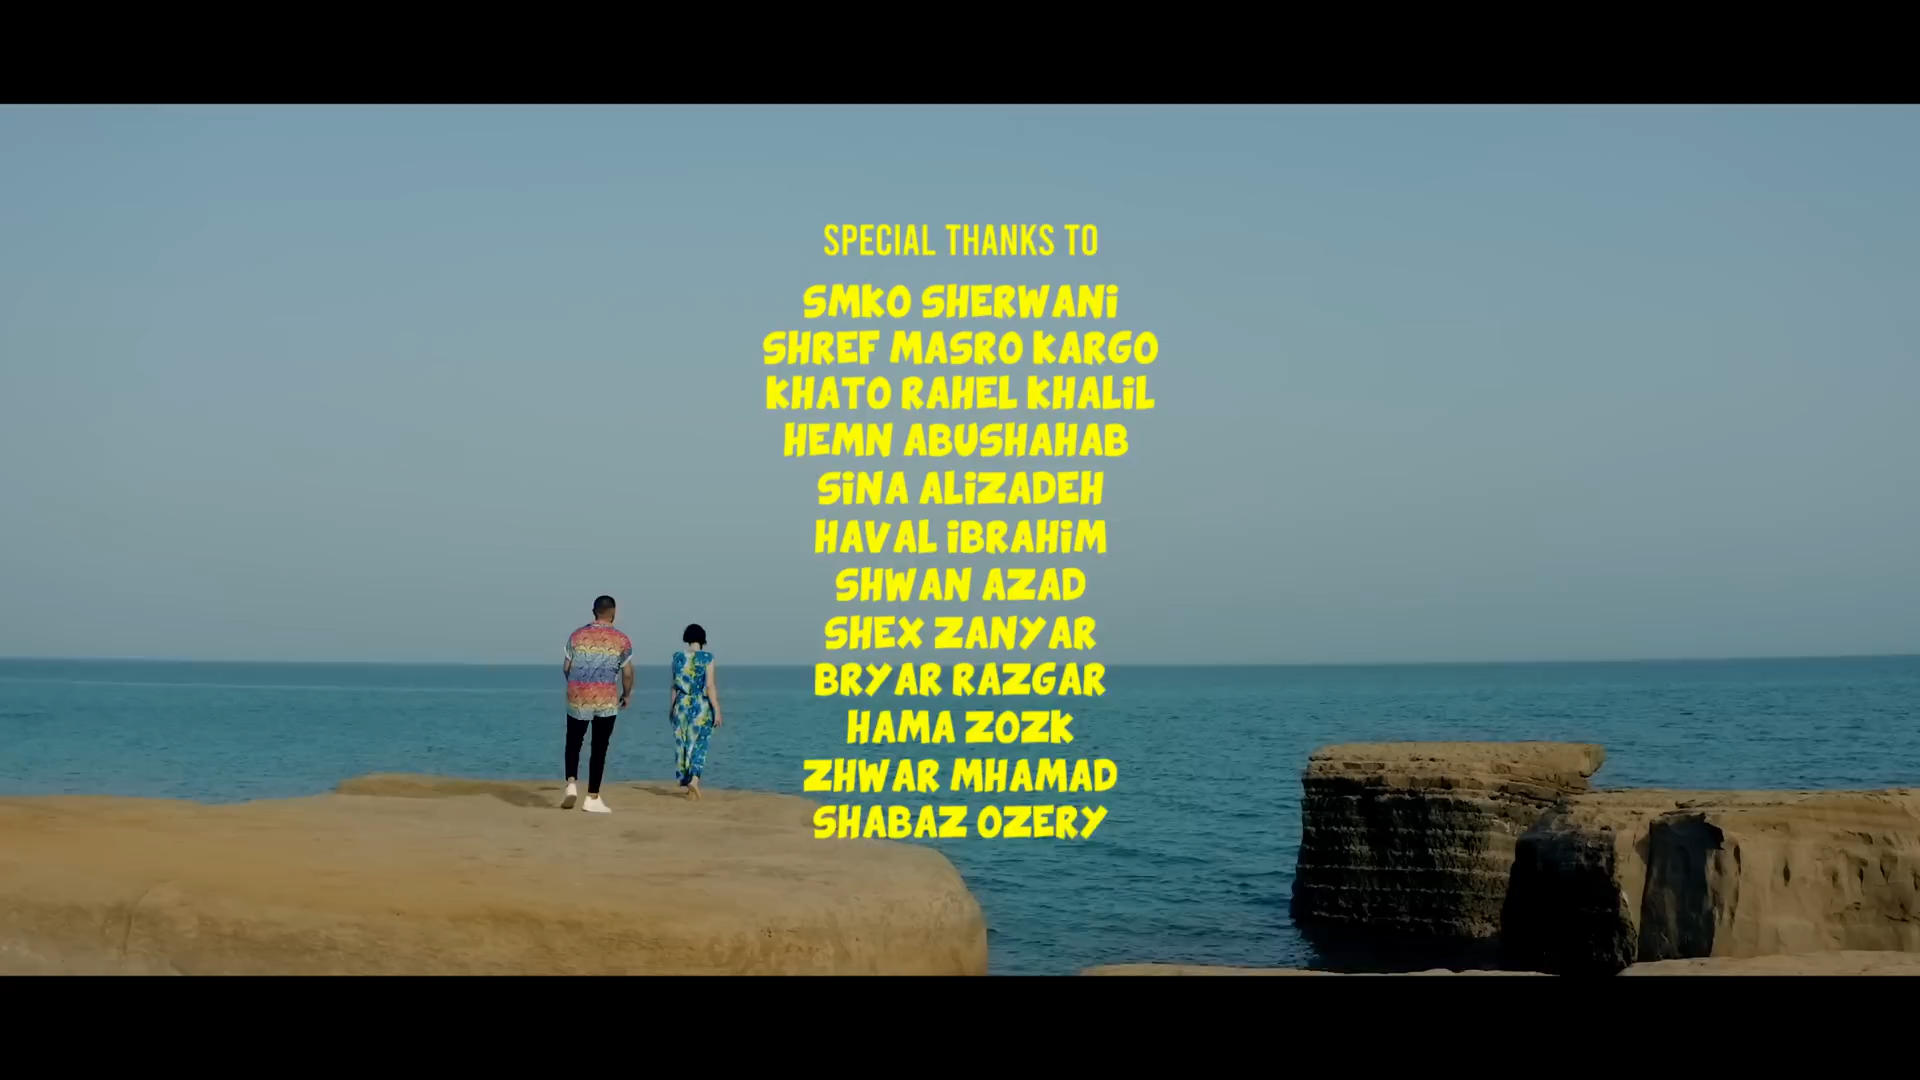 SPECIAL THANKS TO
SMKO SHERWANi
SHREF MASRO KARGO
KHATO RAHEL KHALiL
HEMN ABUSHAHAB
SiNA ALiZADEH
HAVAL iBRAHiM
SHWAN AZAD
SHEX ZANYAR
BRYAR RAZGAR
HAMA ZOZK
ZHWAR MHAMAD
SHABAZ OZERY